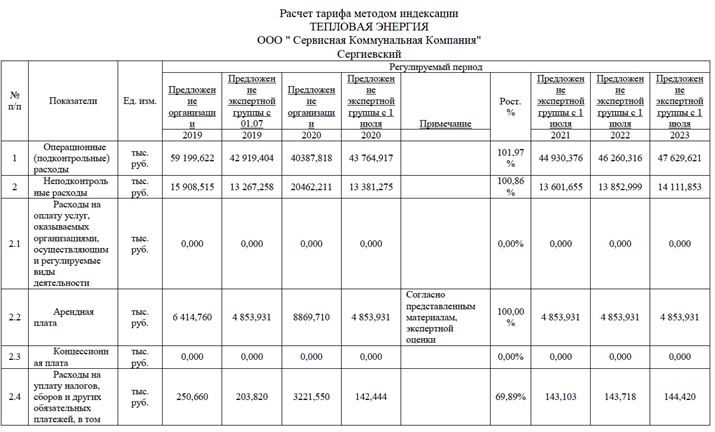 Расчет тарифа методом индексации
ТЕПЛОВАЯ ЭНЕРГИЯ
ООО " Сервисная Коммунальная Компания"
Сергиевский
№ п/п Показатели Ед. изм. Регулируемый период
Предложен
ие
организаци
и
2019
Предложен
ие
экспертной
группы с
01.07
2019
Предложен
ие
организаци
и
2020
Предложен
ие
экспертной
группы с 1
июля
2020
Примечание
Рост.
%
Предложен
ие
экспертной
группы с 1
июля
2021
Предложен
ие
экспертной
группы с 1
июля
2022
Предложен
ие
экспертной
группы с 1
июля
2023
1
Операционные
(подконтрольные)
расходы
тыс.
руб.
59 199,622 42 919,404 40387,818 43 764,917
101,97
%
44 930,376 46 260,316 47 629,621
2
Неподконтроль
ные расходы
тыс.
руб.
15 908,515 13 267,258 20462,211 13 381,275
100,86
%
13 601,655 13 852,999 14 111,853
2.1
Расходы на
оплату услуг,
оказываемых
организациями,
осуществляющим
и регулируемые
виды
деятельности
тыс.
руб.
0,000 0,000 0,000 0,000 0,00% 0,000 0,000 0,000
2.2
Арендная
плата
тыс.
руб.
6 414,760 4 853,931 8869,710 4 853,931
Согласно
представленным
материалам,
экспертной
оценки
100,00
%
4 853,931 4 853,931 4 853,931
2.3
Концессионн
ая плата
тыс.
руб.
0,000 0,000 0,000 0,000 0,00% 0,000 0,000 0,000
2.4
Расходы на
уплату налогов,
сборов и других
обязательных
платежей, в том
тыс.
руб.
250,660 203,820 3221,550 142,444 69,89% 143,103 143,718 144,420